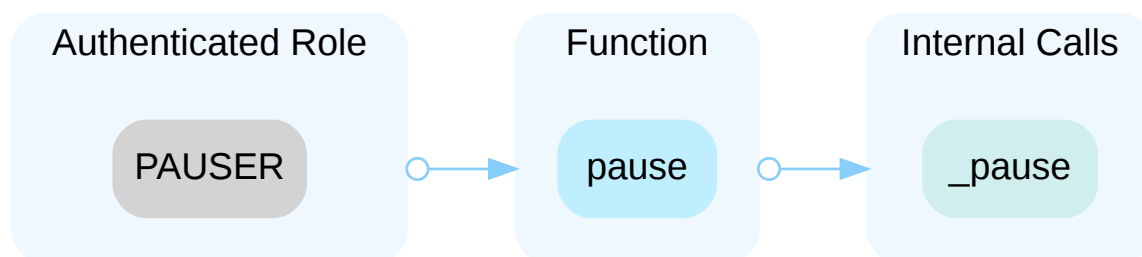 Authenticated Role
PAUSER
Function
pause
Internal Calls
_pause